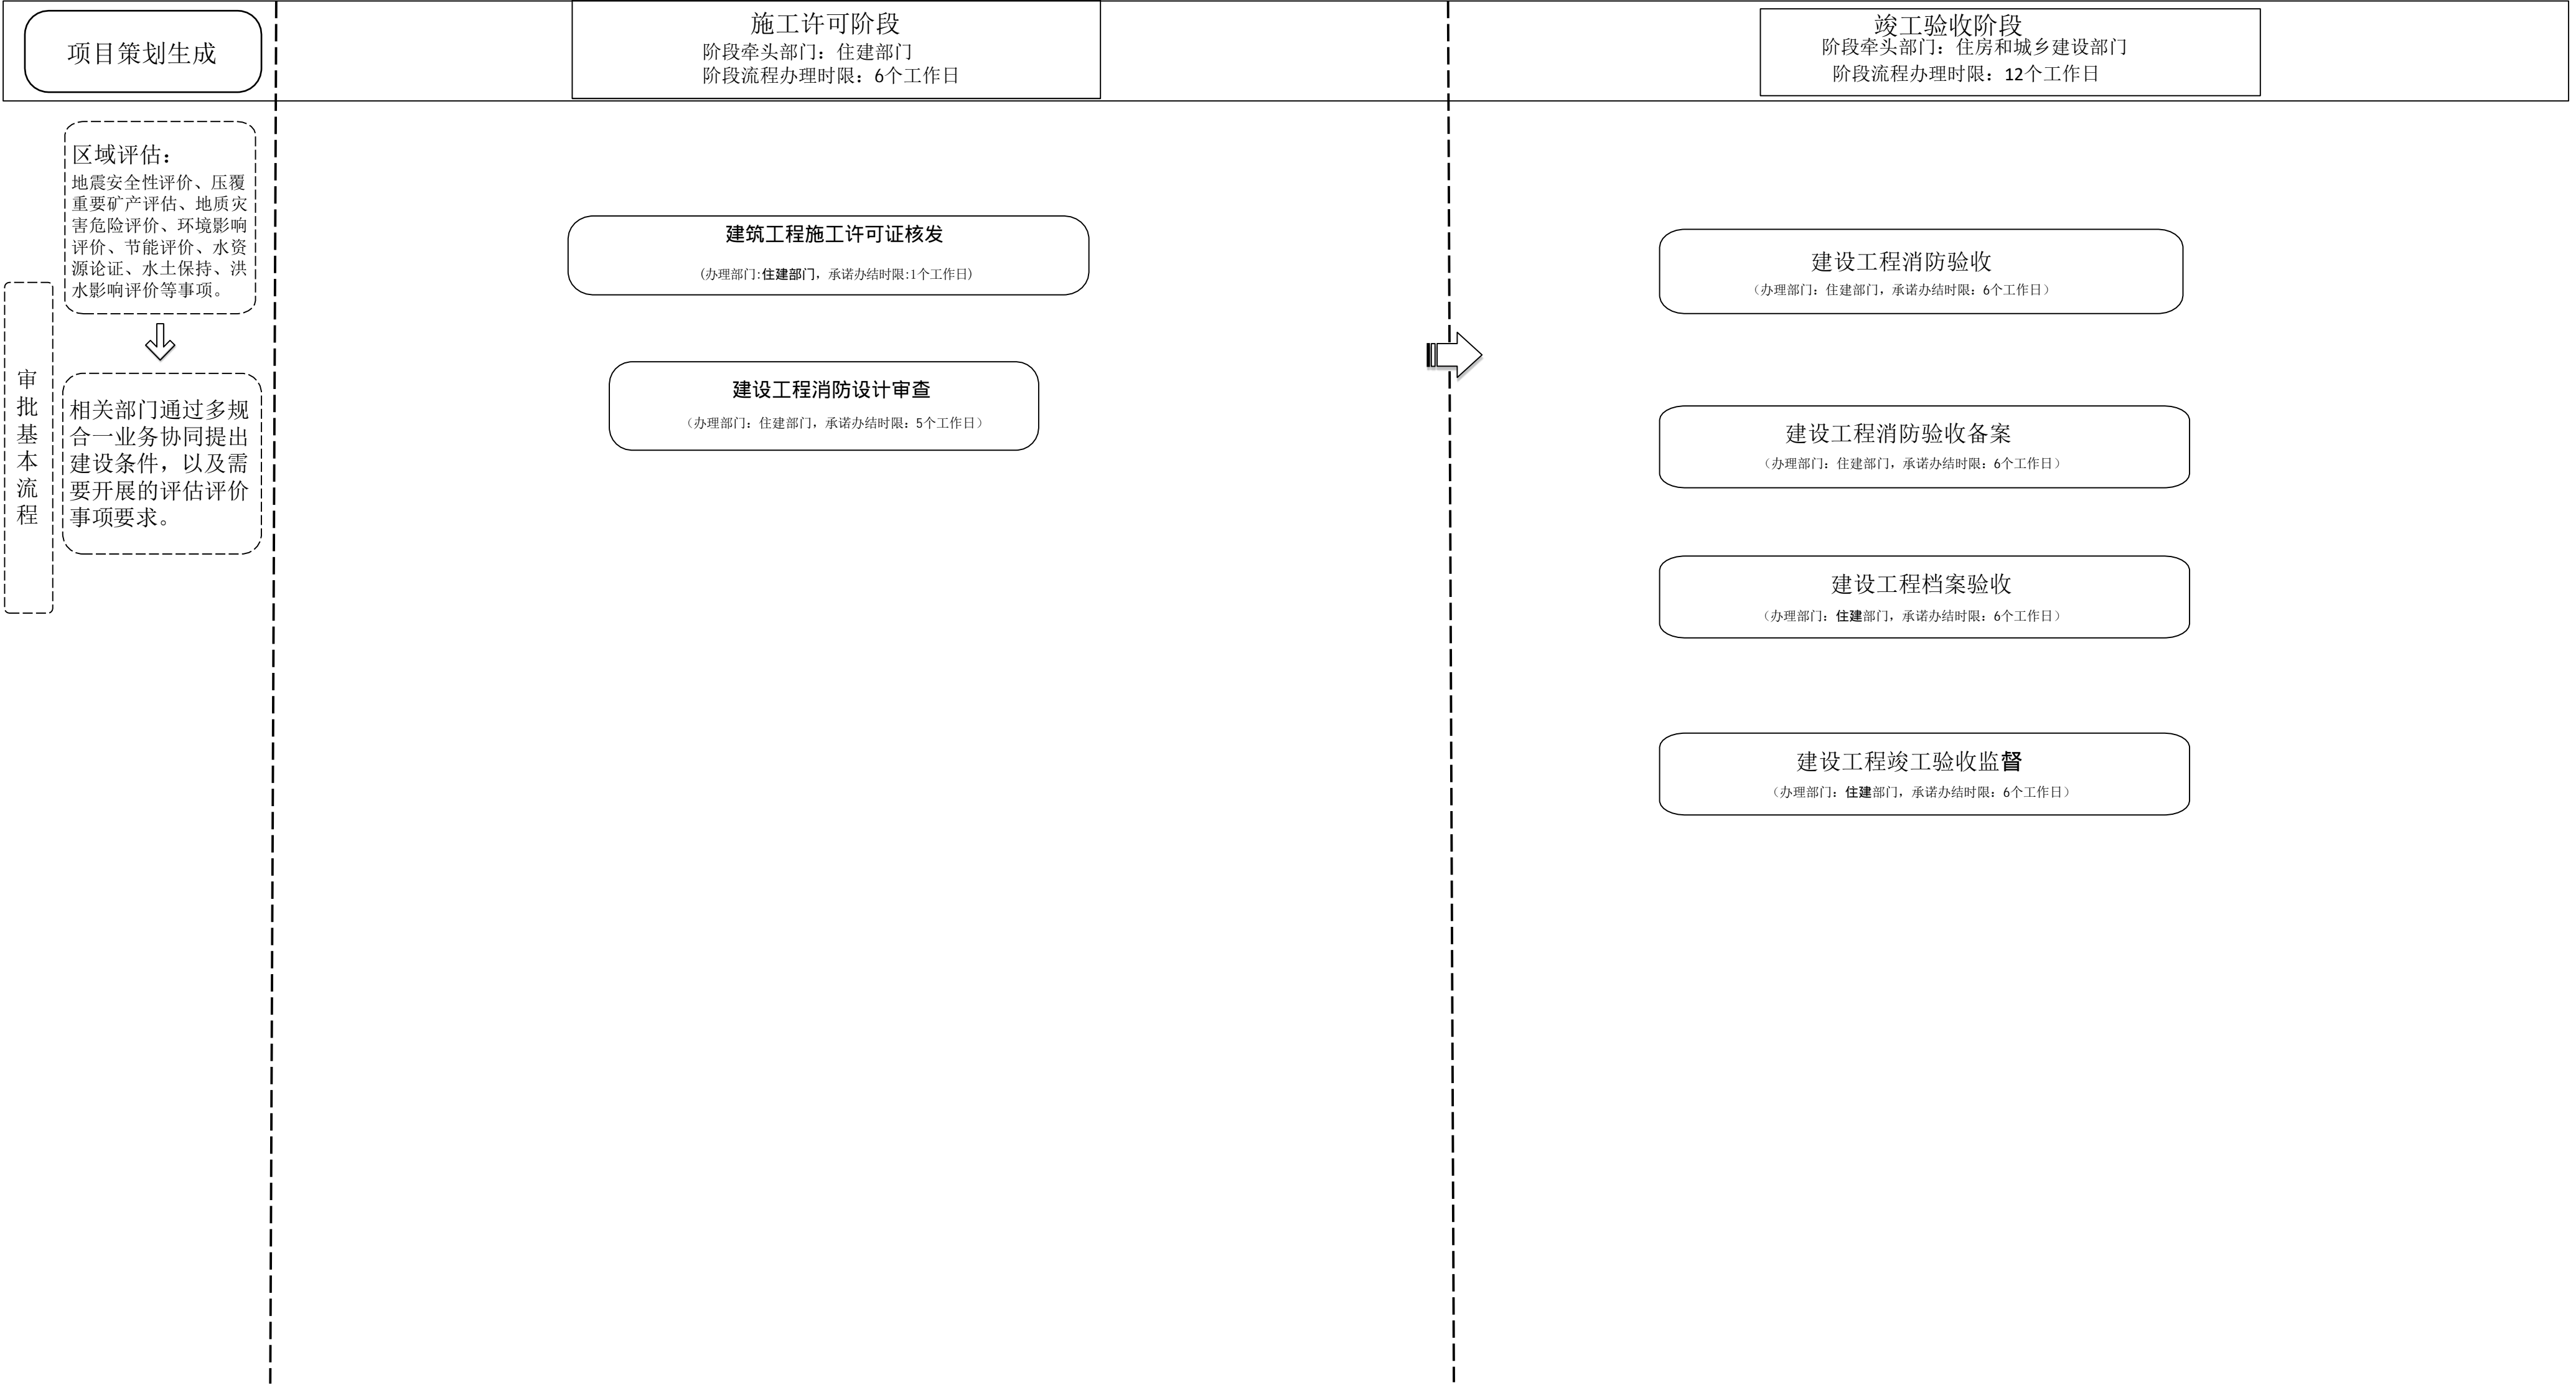 项目策划生成
施工许可阶段
阶段牵头部门：住建部门
阶段流程办理时限：6个工作日
竣工验收阶段
阶段牵头部门：住房和城乡建设部门
阶段流程办理时限：12个工作日
审
批
基
本
流
程
区域评估：
地震安全性评价、压覆
重要矿产评估、地质灾
害危险评价、环境影响
评价、节能评价、水资
源论证、水土保持、洪
水影响评价等事项。
相关部门通过多规
合一业务协同提出
建设条件，以及需
要开展的评估评价
事项要求。
建筑工程施工许可证核发
(办理部门:住建部门，承诺办结时限:1个工作日)
建设工程消防设计审查
（办理部门：住建部门，承诺办结时限：5个工作日）
建设工程消防验收
（办理部门：住建部门，承诺办结时限：6个工作日）
建设工程消防验收备案
（办理部门：住建部门，承诺办结时限：6个工作日）
建设工程档案验收
（办理部门：住建部门，承诺办结时限：6个工作日）
建设工程竣工验收监督
（办理部门：住建部门，承诺办结时限：6个工作日）